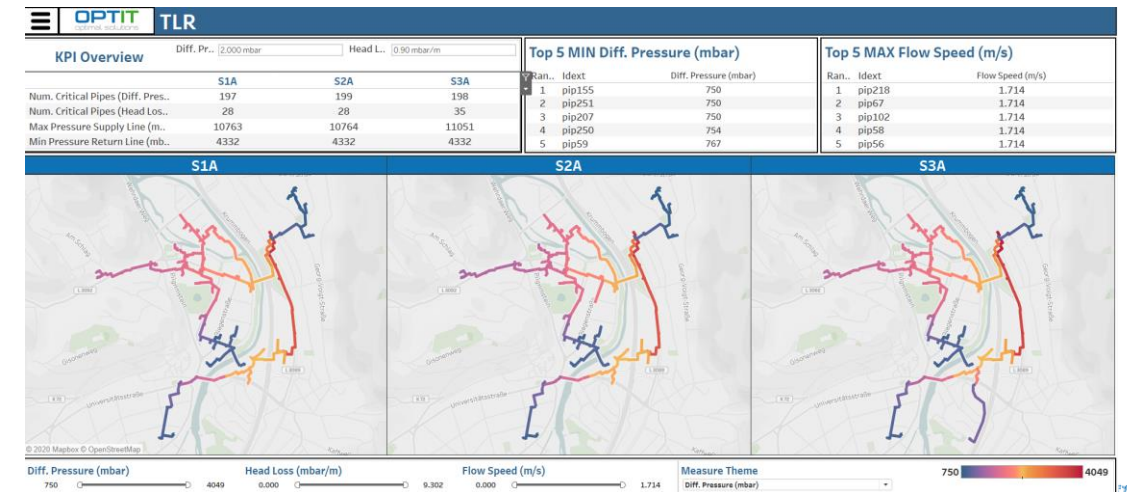 OPTIT TLR
optimal solutions
KPI Overview Diff. Pr.. 2.000 mbar Head L.. 0.90 mbar/m
S1A S2A S3A
Num. Critical Pipes (Diff. Pres.. 197 199 198
Num. Critical Pipes (Head Los.. 28 28 35
Max Pressure Supply Line (m.. 10763 10764 11051
Min Pressure Return Line (mb.. 4332 4332 4332
Top 5 MIN Diff. Pressure (mbar)
Ran.. Idext Diff. Pressure (mbar)
1 pip155 750
2 pip251 750
3 pip207 750
4 pip250 754
5 pip59 767
Top 5 MAX Flow Speed (m/s)
Ran.. Idext Flow Speed (m/s)
1 pip218 1.714
2 pip67 1.714
3 pip102 1.714
4 pip58 1.714
5 pip56 1.714
S1A S2A S3A
Am Schlag
Georg-Voigt-Straße
Universitätsstraße
© 2020 Mapbox © OpenStreetMap
Diff. Pressure (mbar) Head Loss (mbar/m) Flow Speed (m/s) Measure Theme
750 4049 0.000 9.302 0.000 1.714 Diff. Pressure (mbar) 750 4049